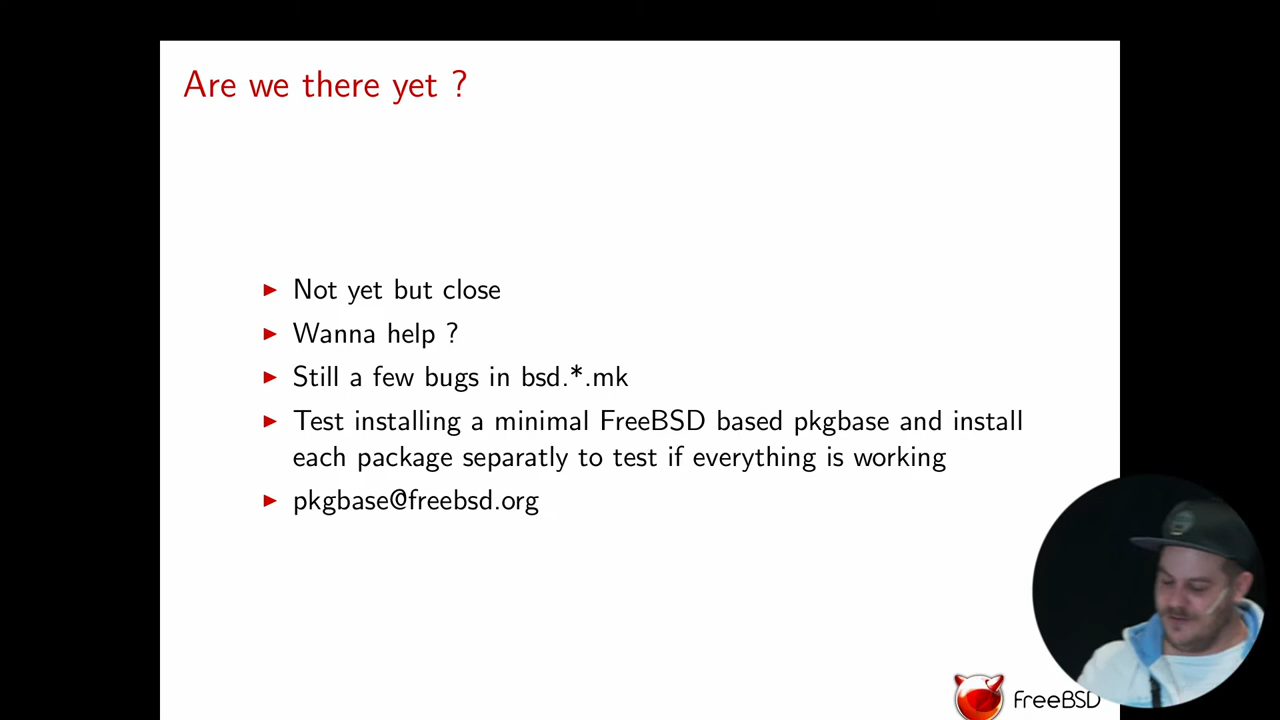 Are we there yet ?
Not yet but close
Wanna help ?
Still a few bugs in bsd.*.mk
Test installing a minimal FreeBSD based pkgbase and install
each package separatly to test if everything is working
pkgbase@freebsd.org
FreeBSD